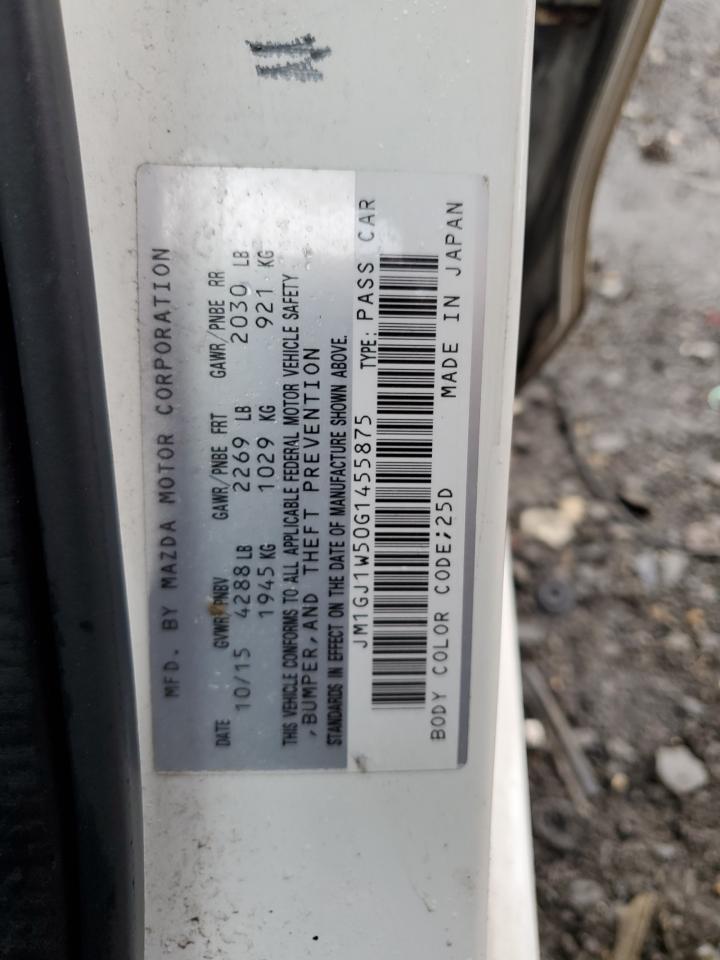 MFD. BY MAZDA MOTOR CORPORATION
DATE GVWR/PNBV GAWR/PNBE FRT GAWR/PNBE RR
10/15 4288 LB 2269 LB 2030 LB
1945 KG 1029 KG 921 KG
THIS VEHICLE CONFORMS TO ALL APPLICABLE FEDERAL MOTOR VEHICLE SAFETY
,BUMPER,AND THEFT PREVENTION
STANDARDS IN EFFECT ON THE DATE OF MANUFACTURE SHOWN ABOVE.
JM1GJ1W50G1455875 TYPE: PASS CAR
BODY COLOR CODE;25D MADE IN JAPAN